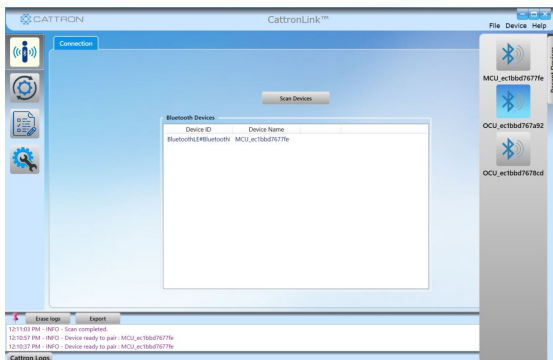 CATTRON
CattronLink™
File Device Help
Connection
Scan Devices
Bluetooth Devices
Device ID Device Name
BluetoothLE#Bluetooth MCU_ec1bbd7677fe
MCU_ec1bbd7677fe
OCU_ec1bbd767a92
OCU_ec1bbd7678cd
Erase logs Export
12:11:03 PM - INFO - Scan completed.
12:10:57 PM - INFO - Device ready to pair : MCU_ec1bbd7677fe
12:10:37 PM - INFO - Device ready to pair : MCU_ec1bbd7677fe
Cattron Logs